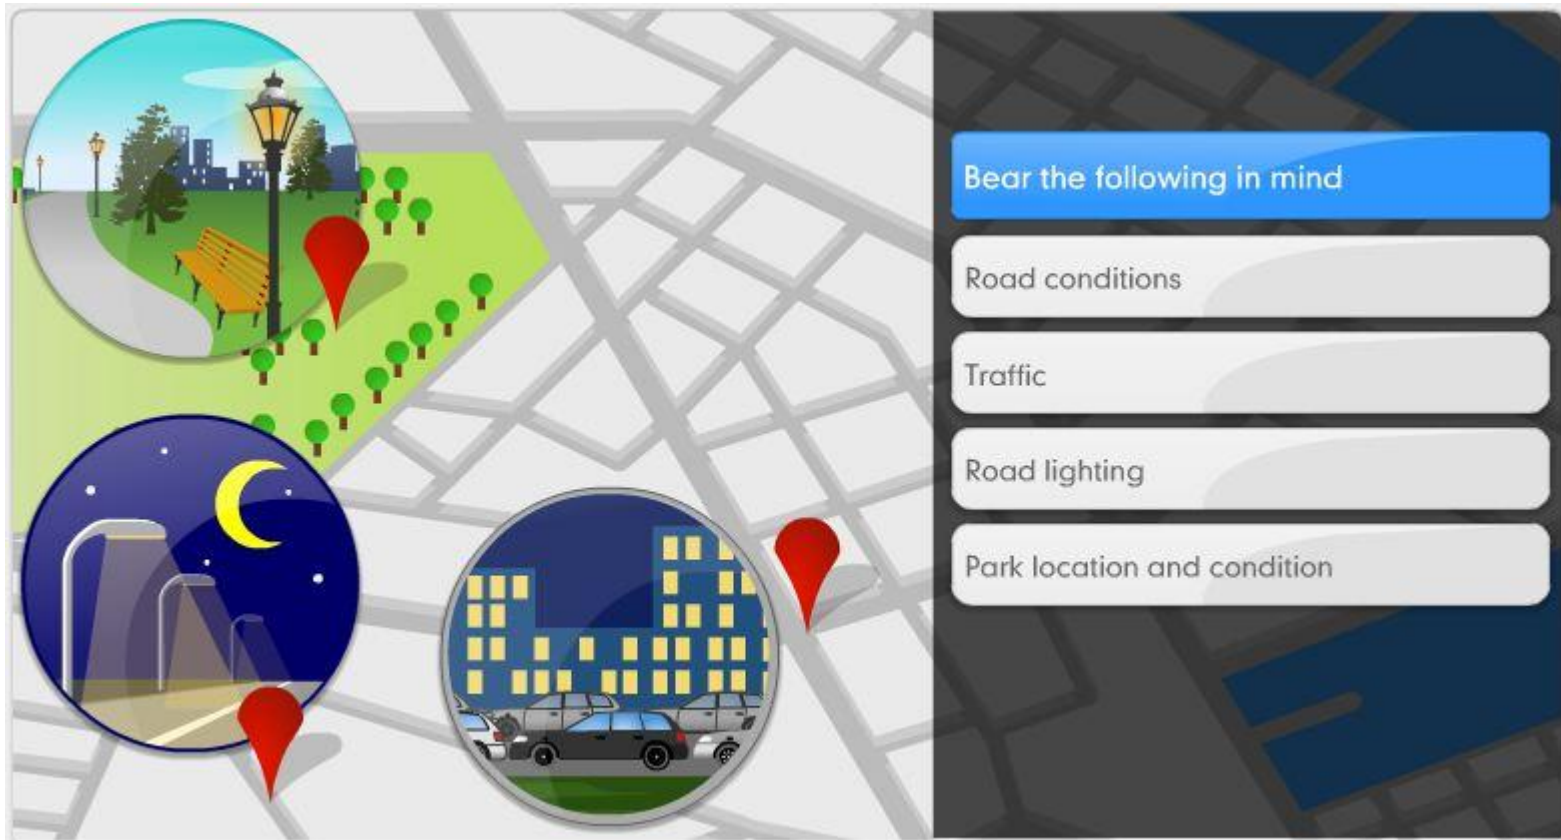 Bear the following in mind
Road conditions
Traffic
Road lighting
Park location and condition